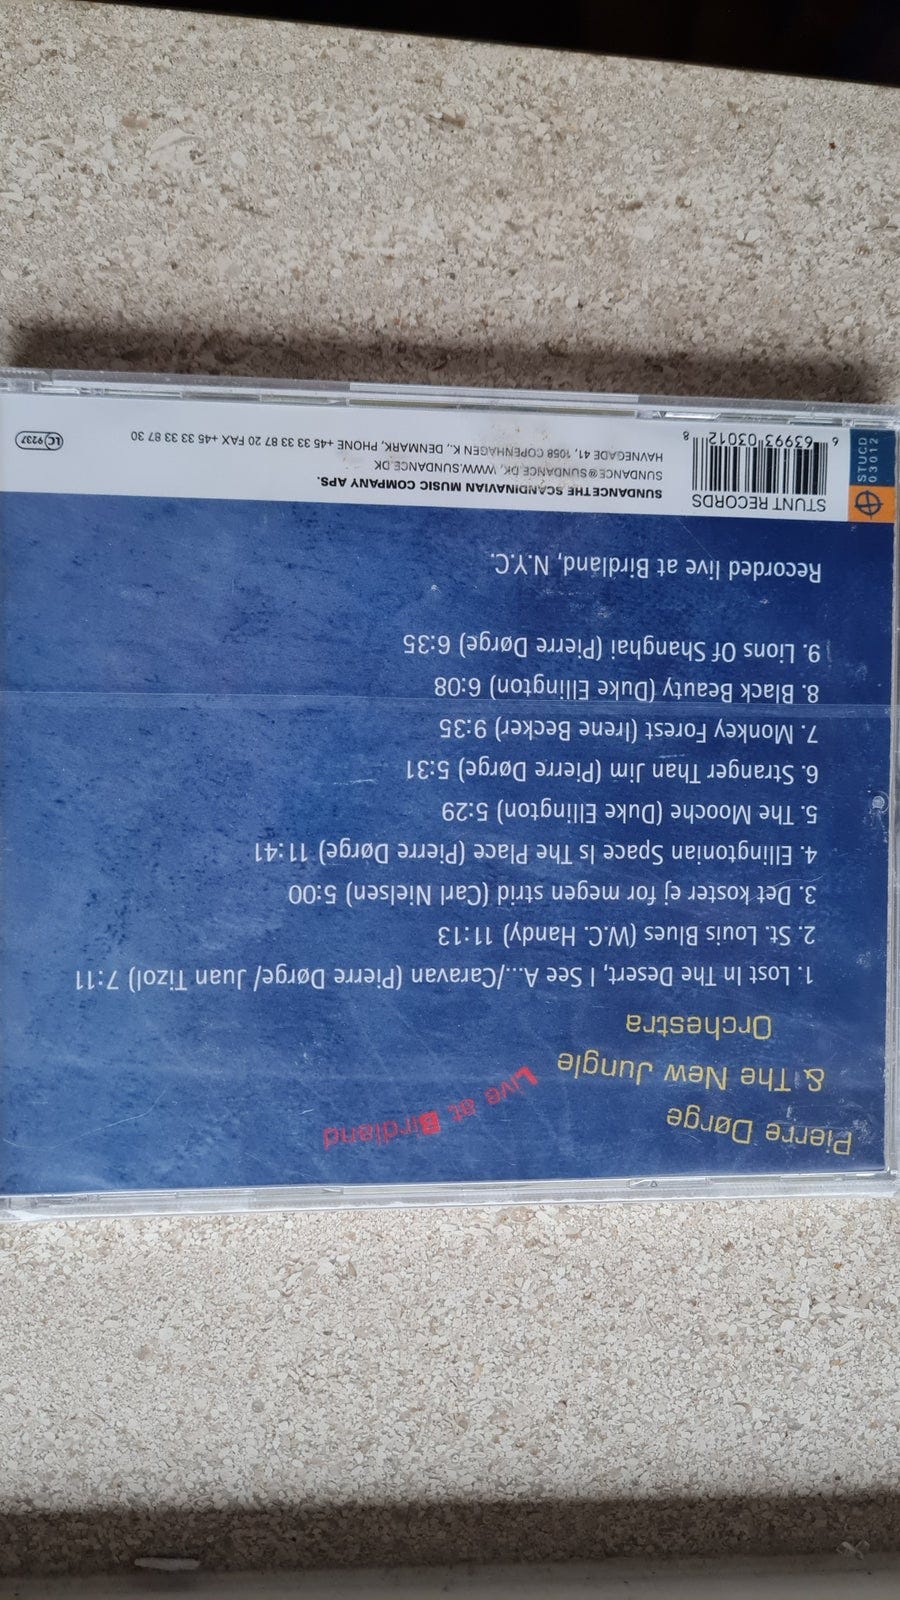 Pierre Dørge
& The New Jungle
Orchestra
Live at Birdland
1. Lost In The Desert, I See A.../Caravan (Pierre Dørge/ Juan Tizol) 7:11
2. St. Louis Blues (W.C. Handy) 11:13
3. Det koster ej for megen strid (Carl Nielsen) 5:00
4. Ellingtonian Space Is The Place (Pierre Dørge) 11:41
5. The Mooche (Duke Ellington) 5:29
6. Stranger Than Jim (Pierre Dørge) 5:31
7. Monkey Forest (Irene Becker) 9:35
8. Black Beauty (Duke Ellington) 6:08
9. Lions Of Shanghai (Pierre Dørge) 6:35
Recorded live at Birdland, N.Y.C.
STUCD
03012
STUNT RECORDS
6 63993 03012 8
SUNDANCE THE SCANDINAVIAN MUSIC COMPANY APS.
SUNDANCE@SUNDANCE.DK, WWW.SUNDANCE.DK
HAVNEGADE 41, 1058 COPENHAGEN K., DENMARK, PHONE +45 33 33 87 20 FAX +45 33 33 87 30
LC 92237